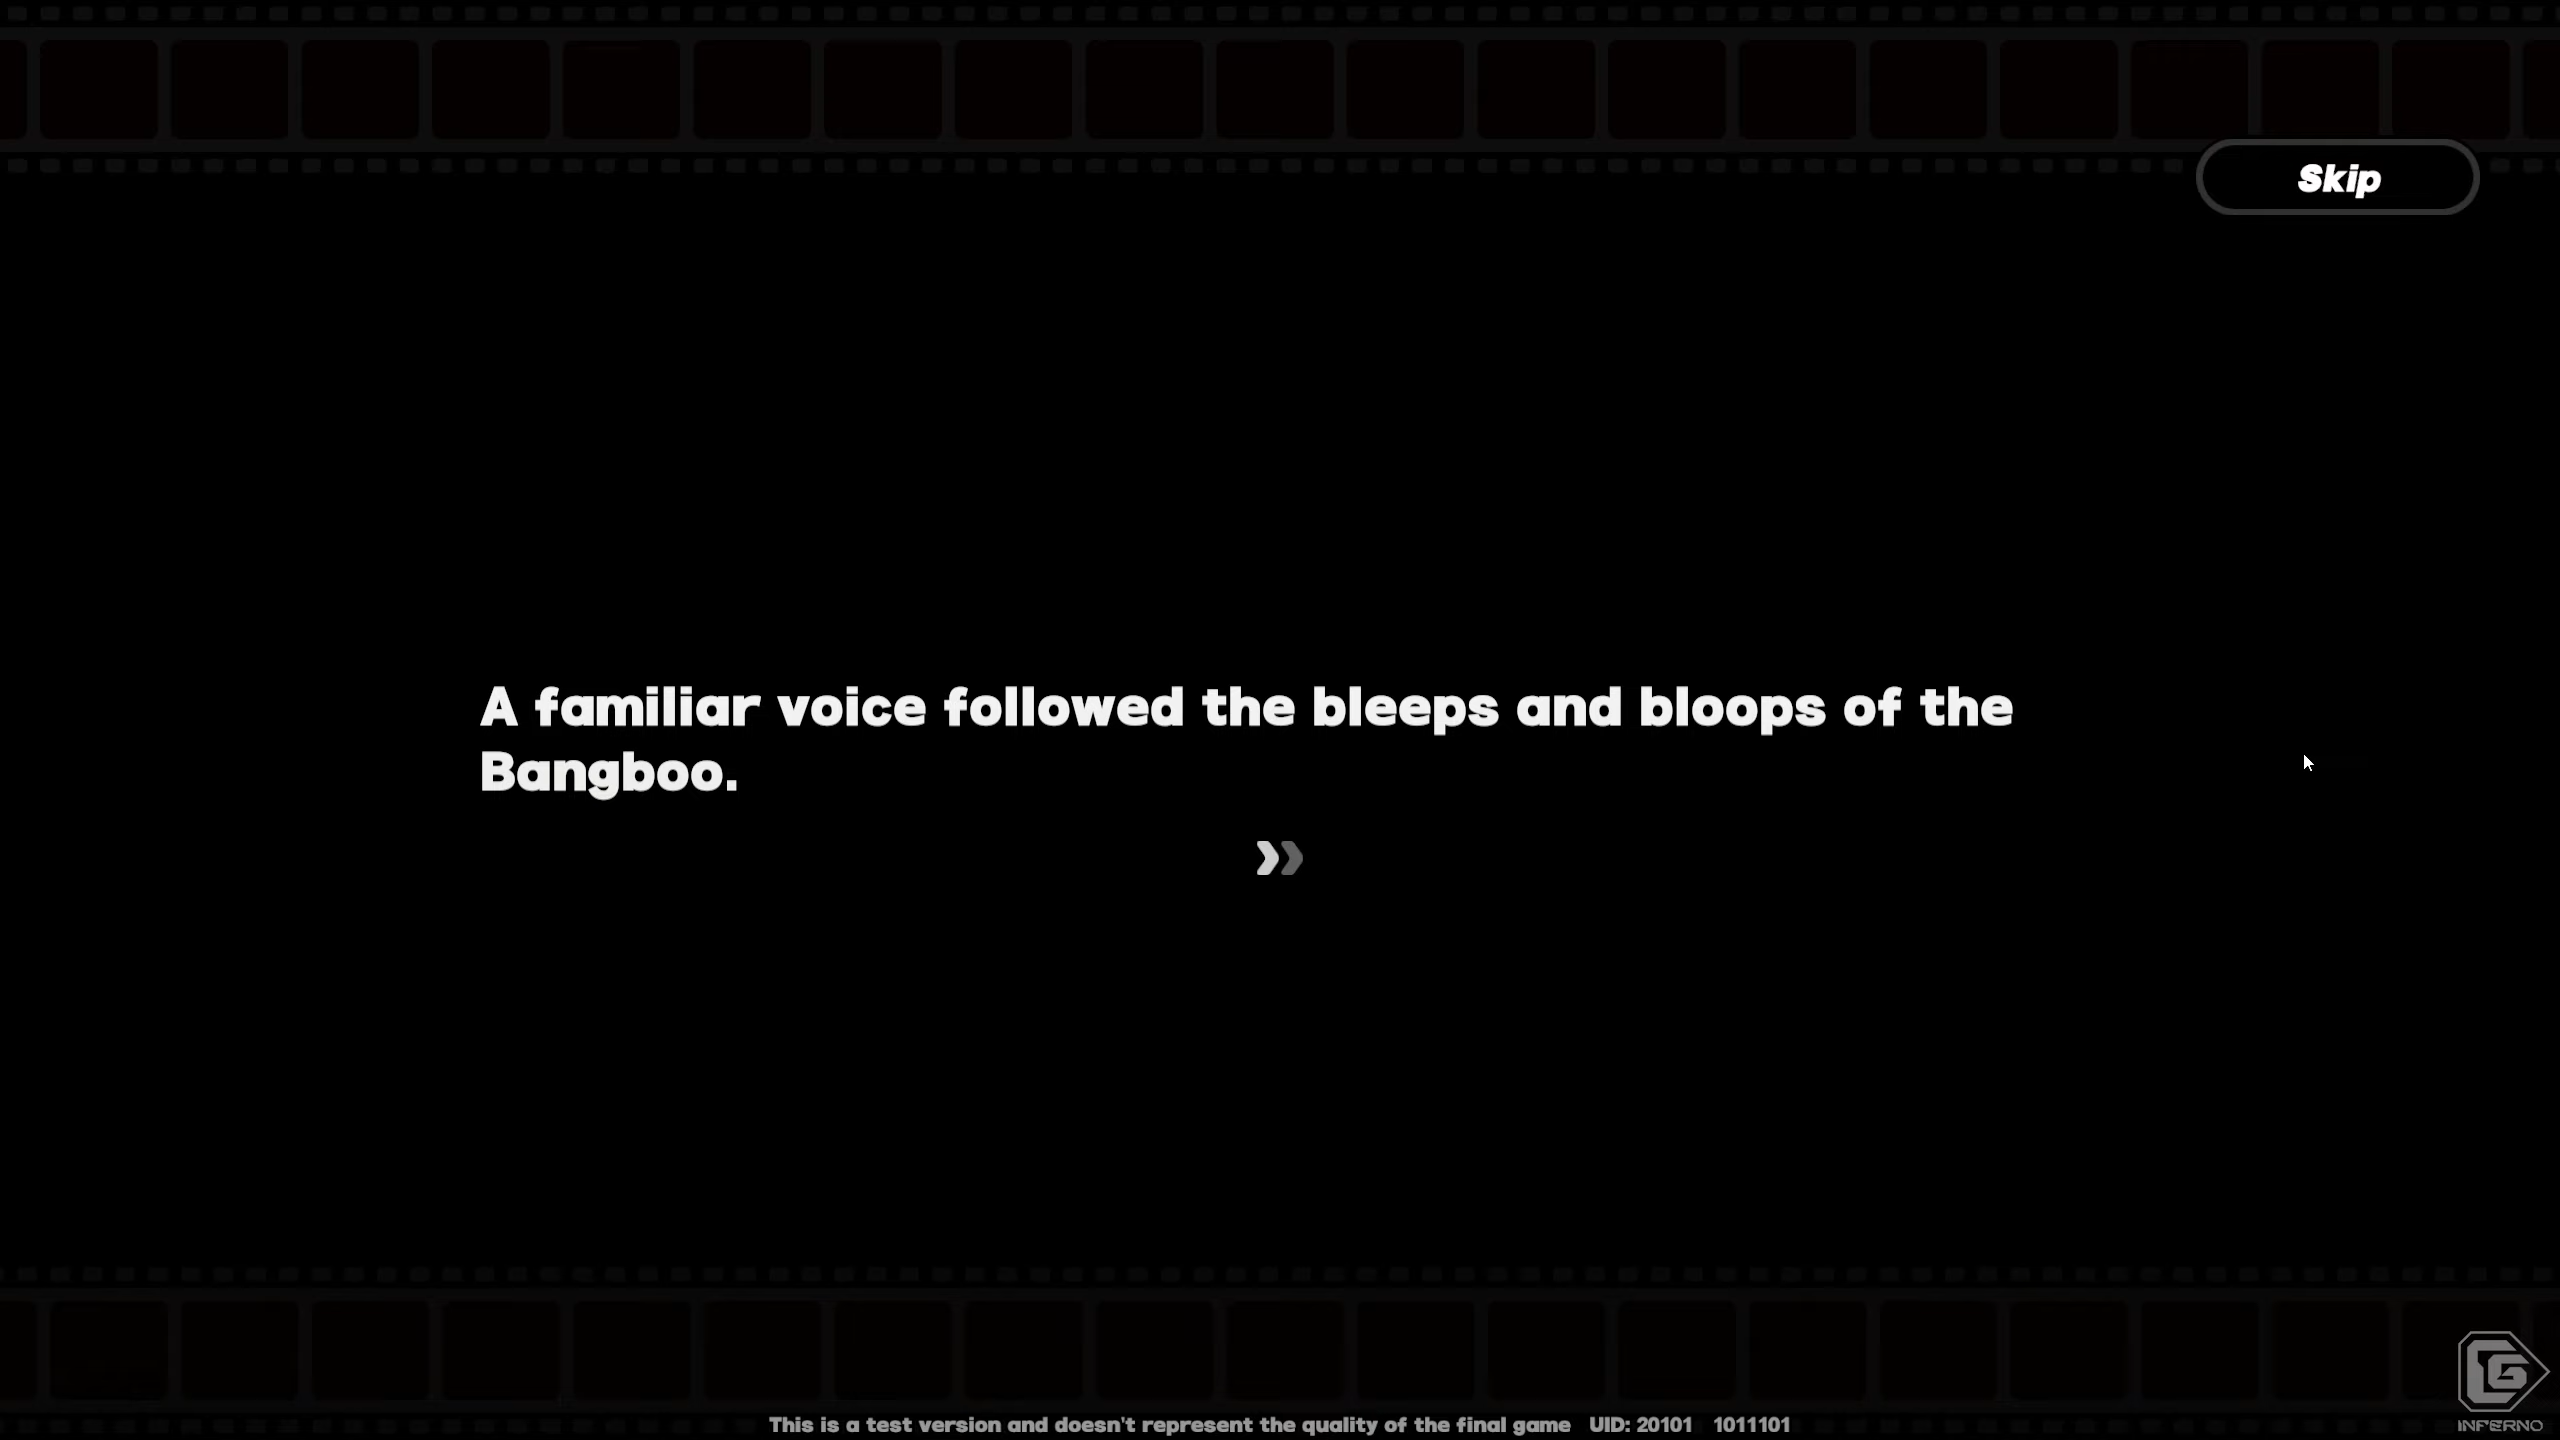 Skip
A familiar voice followed the bleeps and bloops of the
Bangboo.
This is a test version and doesn't represent the quality of the final game UID: 20101 1011101
INFERNO